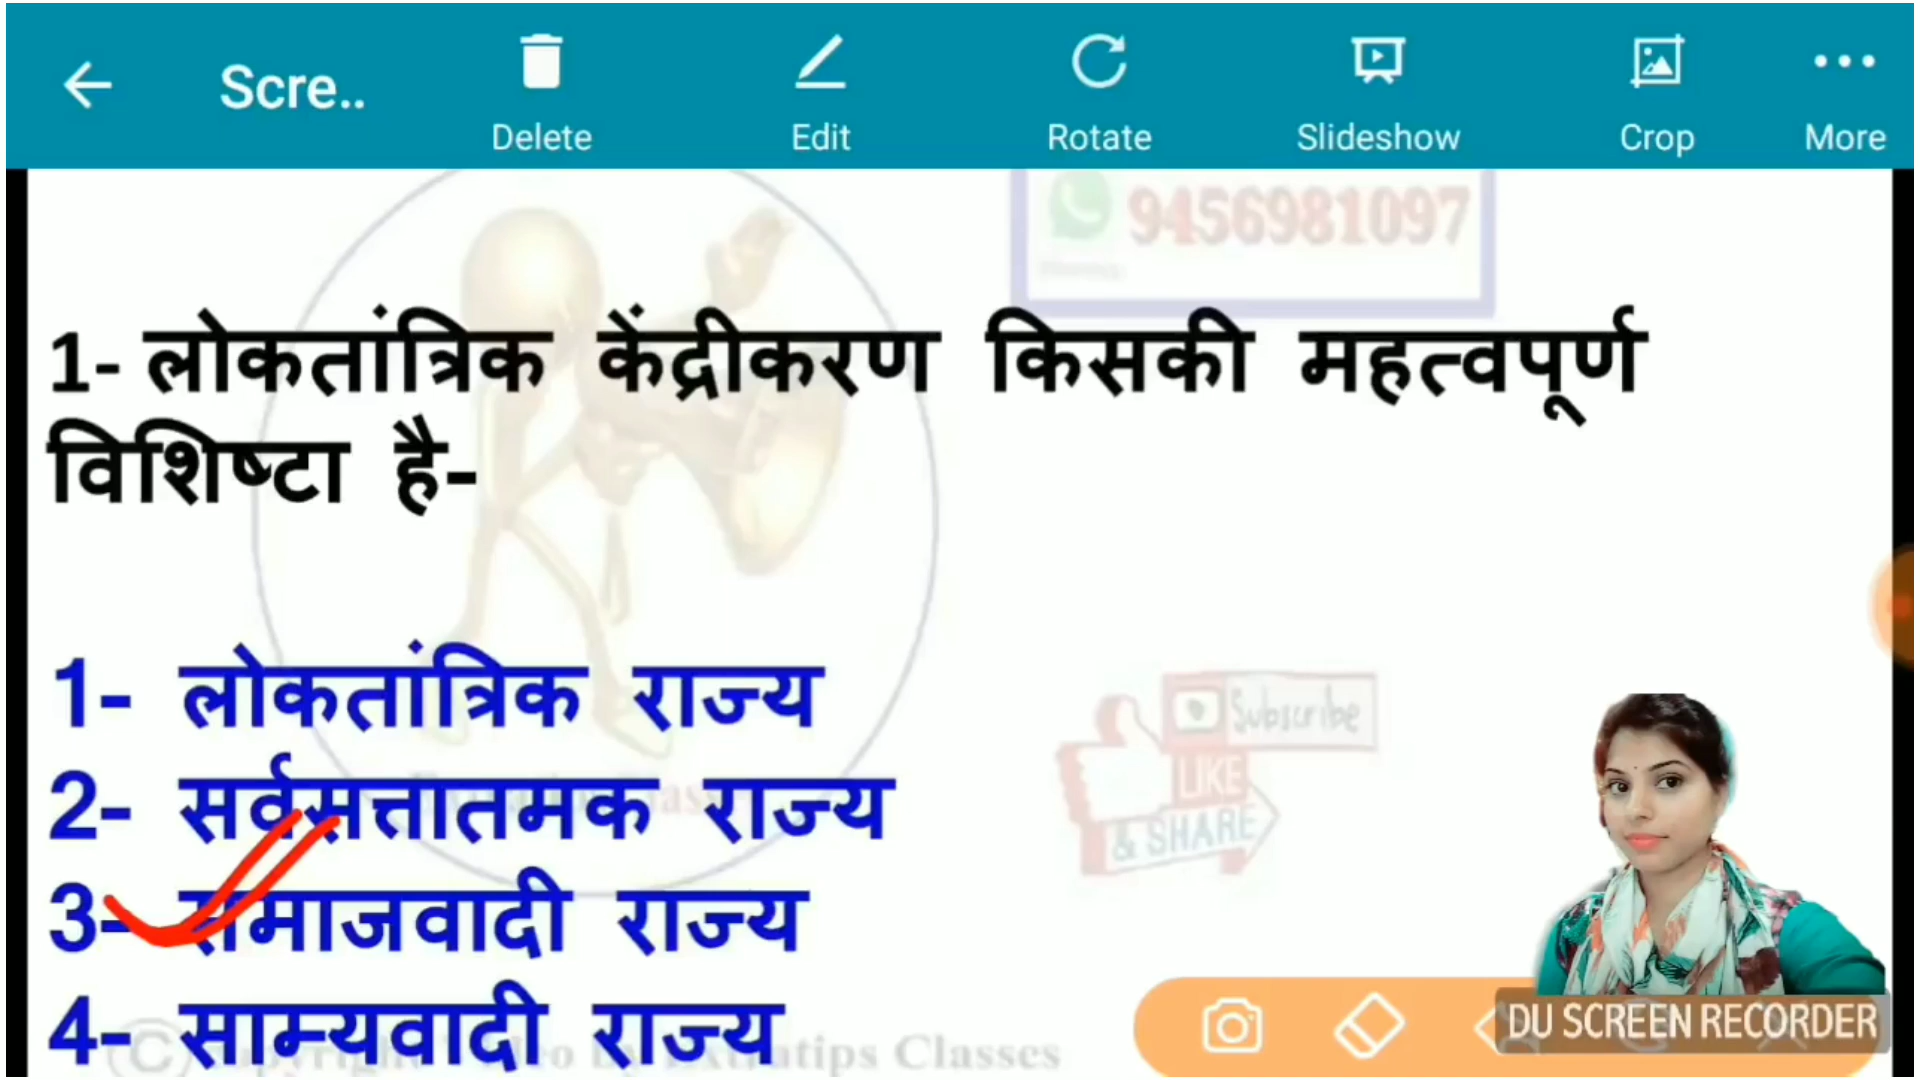 Scre..
Delete
Edit
Rotate
Slideshow
Crop
More
9456981097
1- लोकतांत्रिक केंद्रीकरण किसकी महत्वपूर्ण
विशिष्टा है-
1- लोकतांत्रिक राज्य
2- सर्वसत्तातमक राज्य
3- समाजवादी राज्य
4- साम्यवादी राज्य
Subscribe
LIKE
& SHARE
Classes
DU SCREEN RECORDER